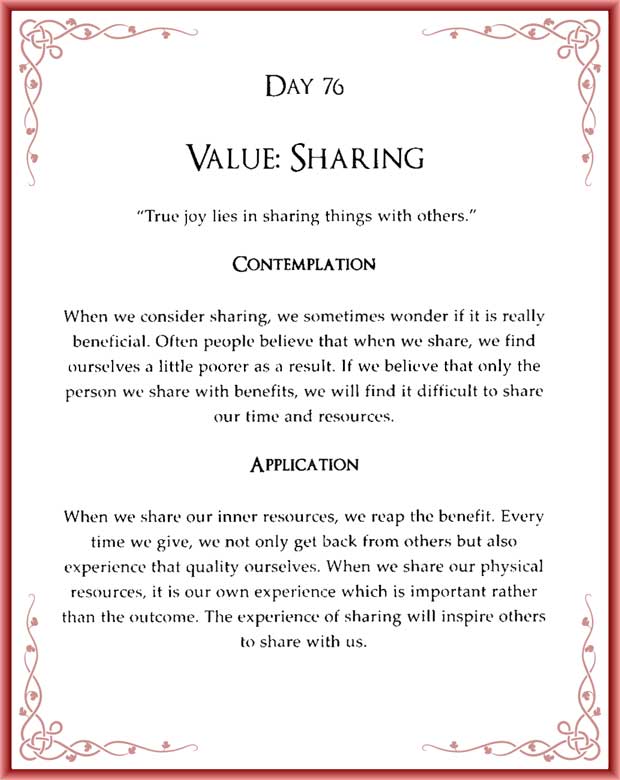 Day 76
Value: Sharing
"True joy lies in sharing things with others."
Contemplation
When we consider sharing, we sometimes wonder if it is really
beneficial. Often people believe that when we share, we find
ourselves a little poorer as a result. If we believe that only the
person we share with benefits, we will find it difficult to share
our time and resources.
Application
When we share our inner resources, we reap the benefit. Every
time we give, we not only get back from others but also
experience that quality ourselves. When we share our physical
resources, it is our own experience which is important rather
than the outcome. The experience of sharing will inspire others
to share with us.